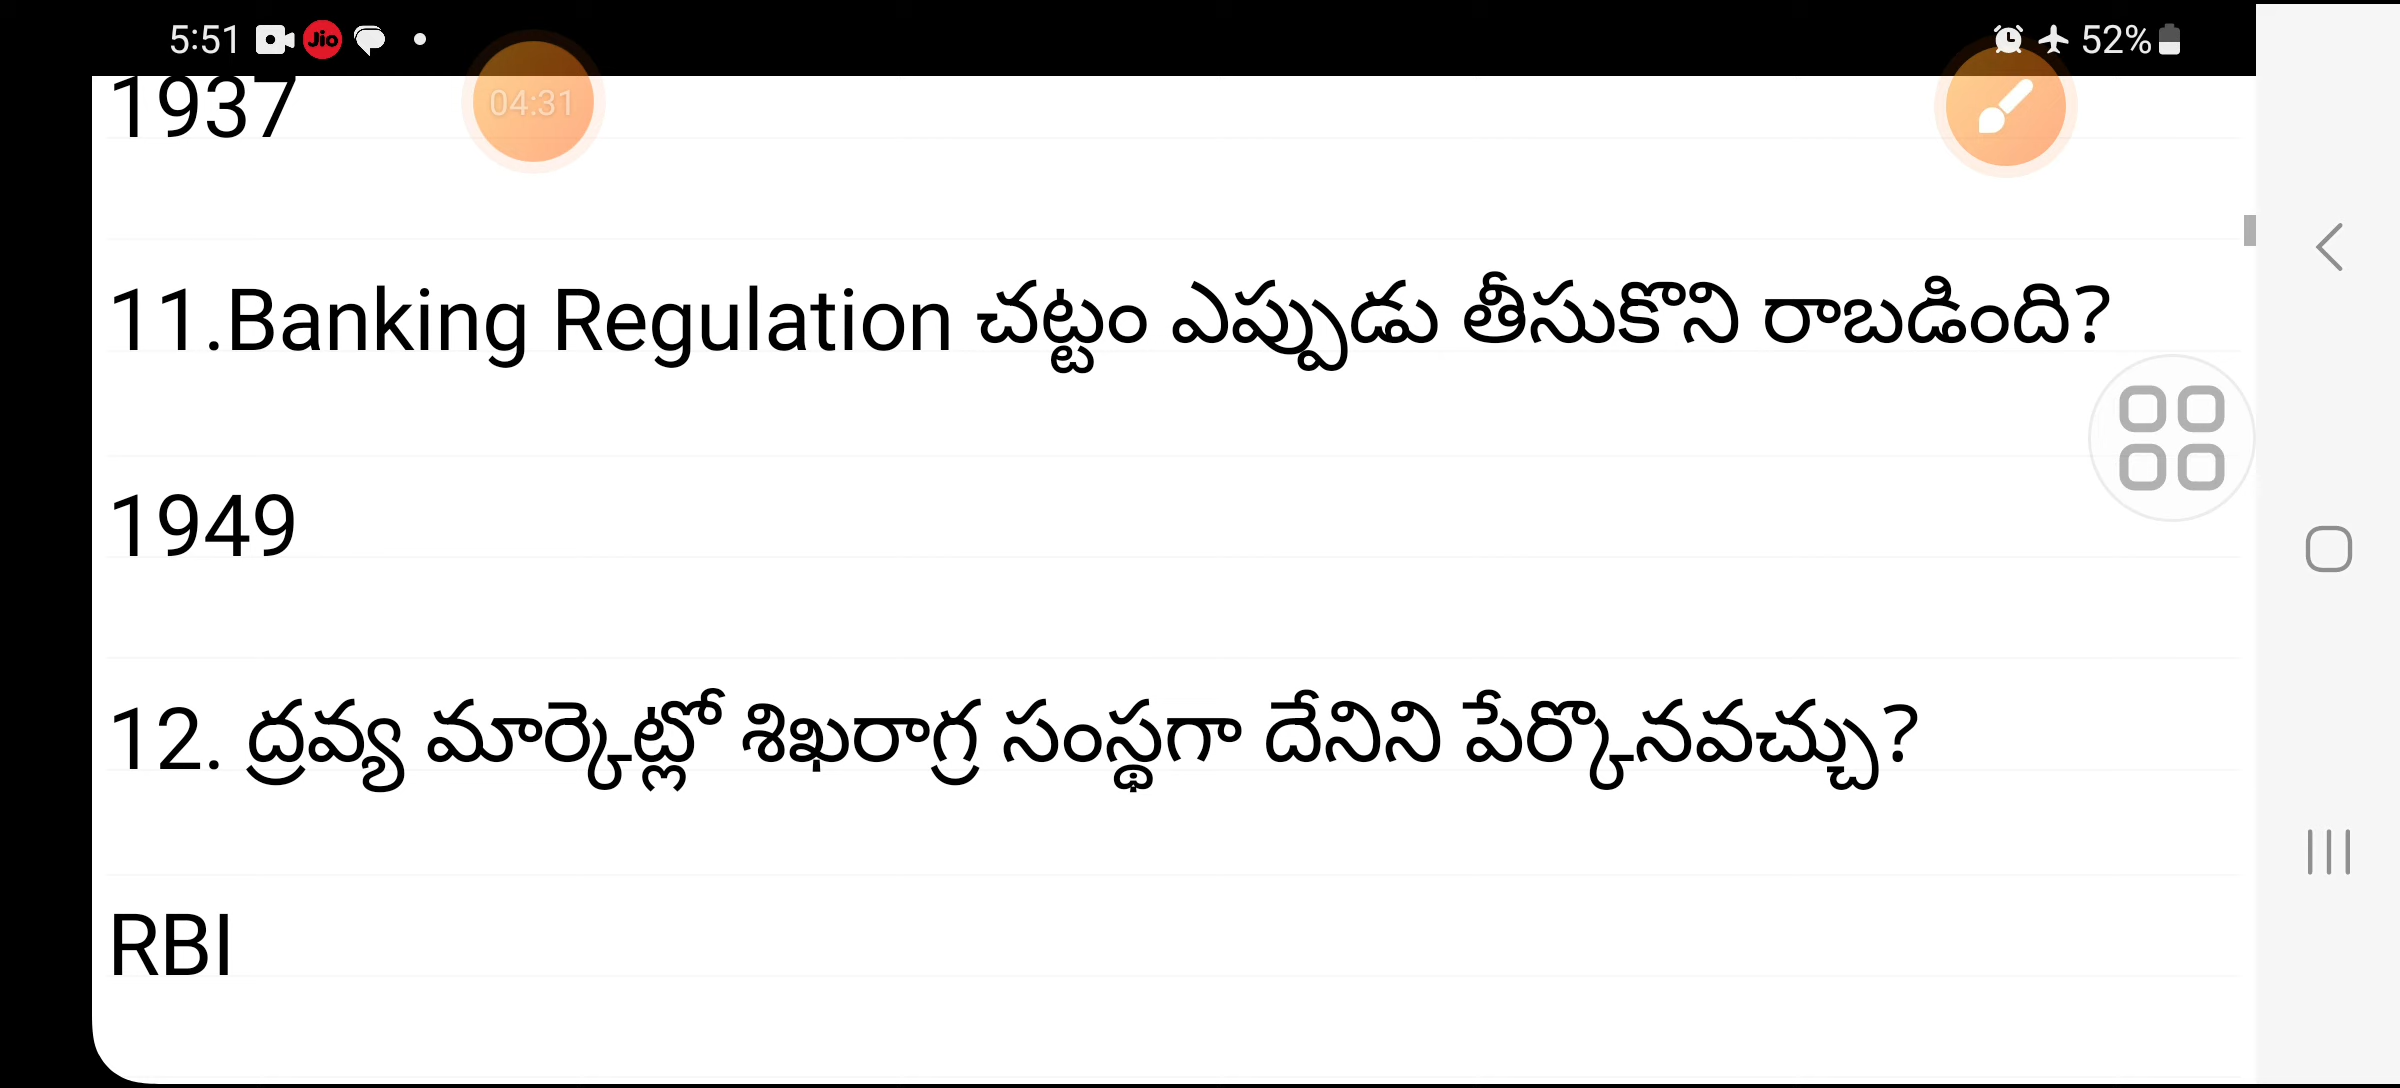 5:51 Jio 52%
1937
04:31
11.Banking Regulation చట్టం ఎప్పుడు తీసుకొని రాబడింది?
1949
12. ద్రవ్య మార్కెట్లో శిఖరాగ్ర సంస్థగా దేనిని పేర్కొనవచ్చు?
RBI